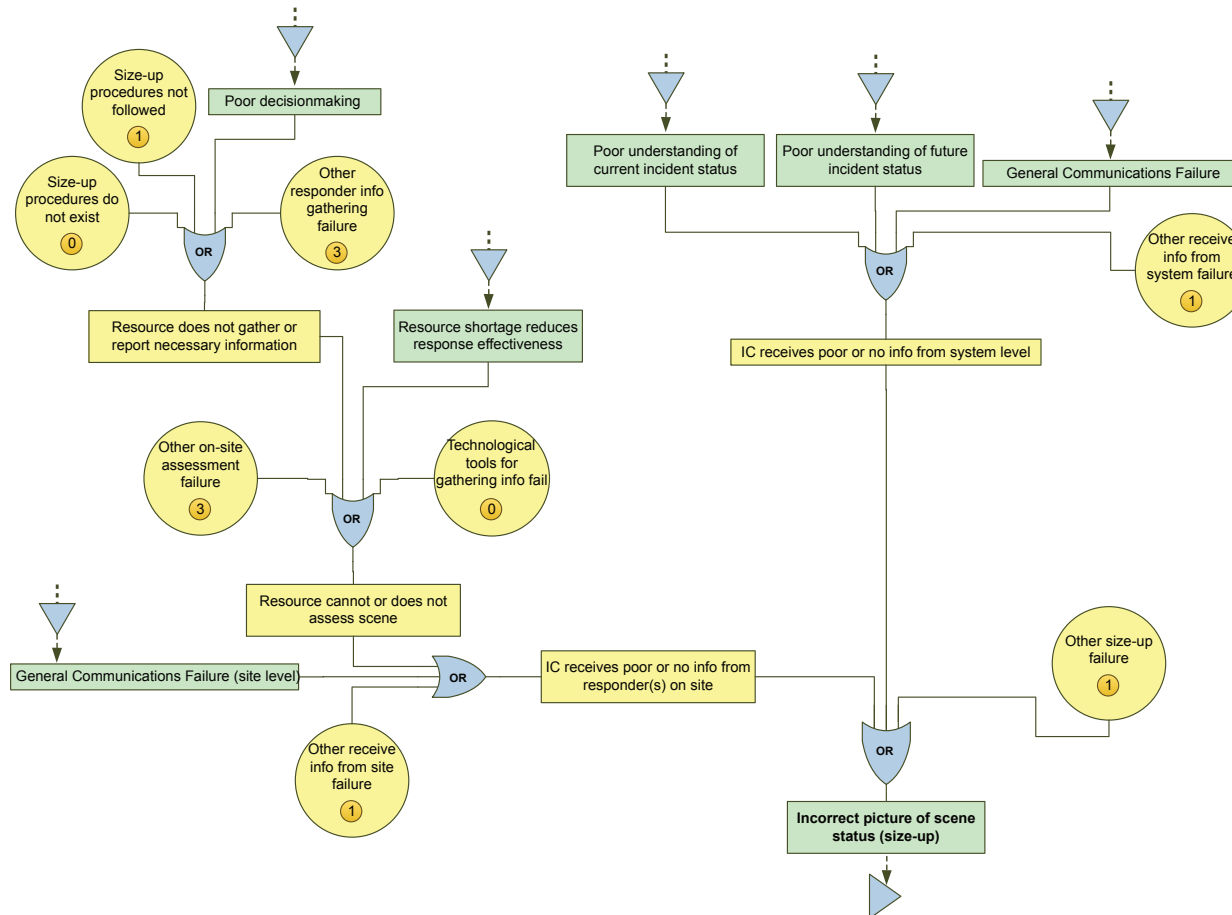 Size-up
procedures not
followed
1
Poor decisionmaking
Size-up
procedures do
not exist
0
Other
responder info
gathering
failure
3
OR
Resource does not gather or
report necessary information
Resource shortage reduces
response effectiveness
Other on-site
assessment
failure
3
Technological
tools for
gathering info fail
0
OR
Resource cannot or does not
assess scene
General Communications Failure (site level)
OR
Other receive
info from site
failure
1
IC receives poor or no info from
responder(s) on site
Poor understanding of
current incident status
Poor understanding of future
incident status
General Communications Failure
Other receive
info from
system failure
1
OR
IC receives poor or no info from system level
Other size-up
failure
1
OR
Incorrect picture of scene
status (size-up)